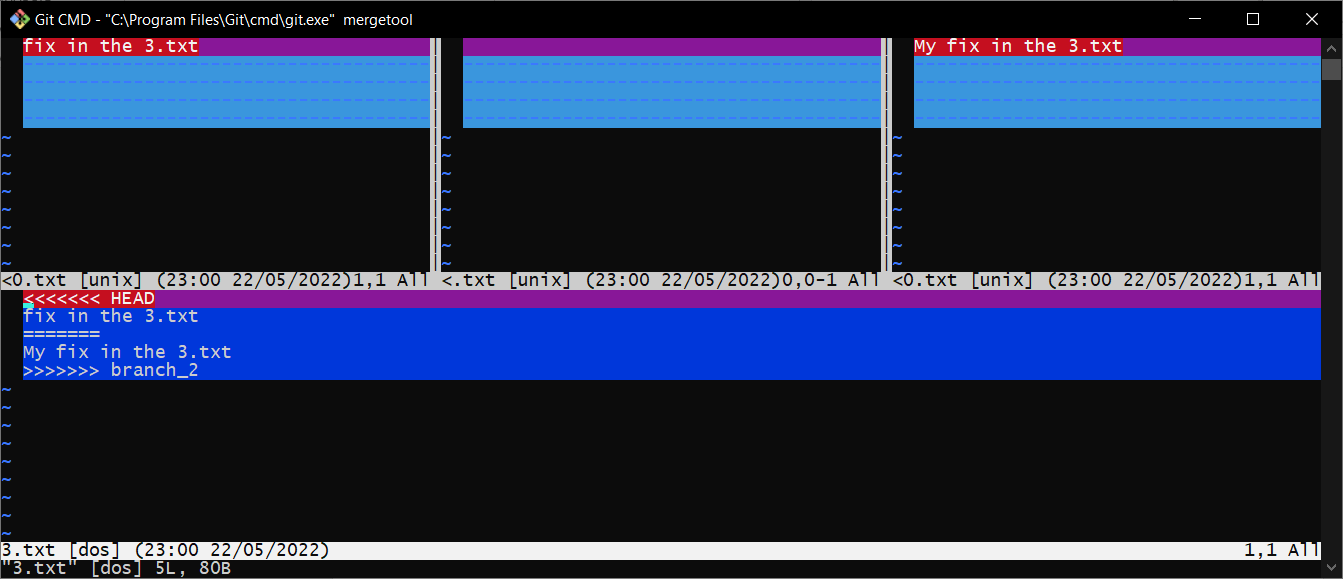 Git CMD - "C:\Program Files\Git\cmd\git.exe"  mergetool
fix in the 3.txt
My fix in the 3.txt
~ ~ ~
~ ~ ~
~ ~ ~
~ ~ ~
~ ~ ~
~ ~ ~
~ ~ ~
~ ~ ~
<0.txt [unix] (23:00 22/05/2022)1,1 All <.txt [unix] (23:00 22/05/2022)0,0-1 All <0.txt [unix] (23:00 22/05/2022)1,1 All
<<<<<<< HEAD
fix in the 3.txt
=======
My fix in the 3.txt
>>>>>>> branch_2
~
~
~
~
~
~
~
~
~
3.txt [dos] (23:00 22/05/2022) 1,1 All
"3.txt" [dos] 5L, 80B